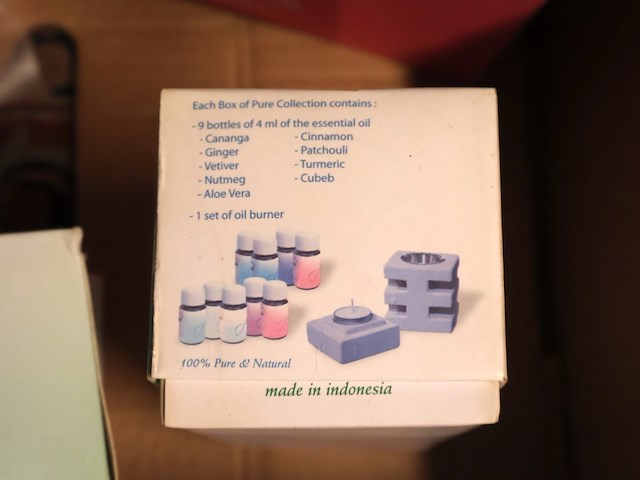 Each Box of Pure Collection contains :
- 9 bottles of 4 ml of the essential oil
- Cananga
- Ginger
- Vetiver
- Nutmeg
- Aloe Vera
- Cinnamon
- Patchouli
- Turmeric
- Cubeb
- 1 set of oil burner
100% Pure & Natural
made in indonesia